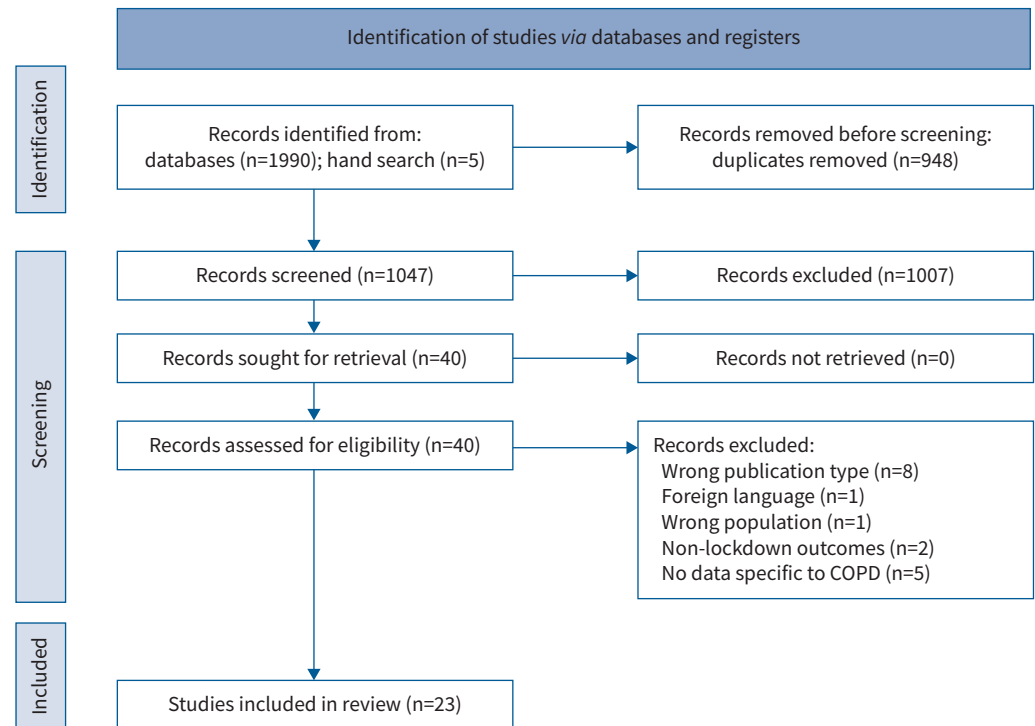 Identification of studies via databases and registers
Identification
Records identified from:
databases (n=1990); hand search (n=5)
Records removed before screening:
duplicates removed (n=948)
Screening
Records screened (n=1047)
Records excluded (n=1007)
Records sought for retrieval (n=40)
Records not retrieved (n=0)
Records assessed for eligibility (n=40)
Records excluded:
Wrong publication type (n=8)
Foreign language (n=1)
Wrong population (n=1)
Non-lockdown outcomes (n=2)
No data specific to COPD (n=5)
Included
Studies included in review (n=23)